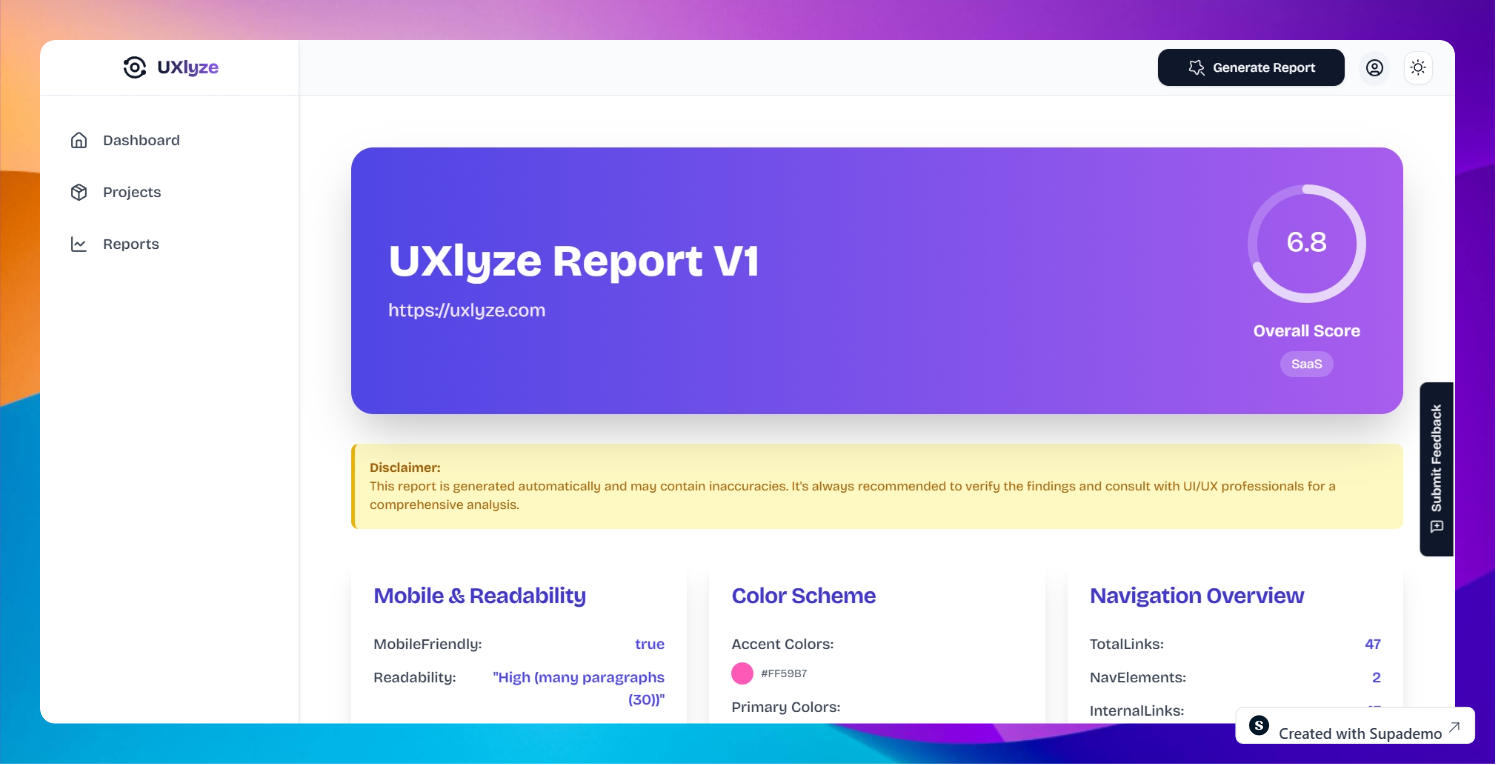 UXlyze
Generate Report
Dashboard
Projects
Reports
UXlyze Report V1
https://uxlyze.com
6.8
Overall Score
SaaS
Disclaimer:
This report is generated automatically and may contain inaccuracies. It's always recommended to verify the findings and consult with UI/UX professionals for a
comprehensive analysis.
Submit Feedback
Mobile & Readability
MobileFriendly: true
Readability: "High (many paragraphs
(30))"
Color Scheme
Accent Colors:
#FF59B7
Primary Colors:
Navigation Overview
TotalLinks: 47
NavElements: 2
InternalLinks:
S Created with Supademo